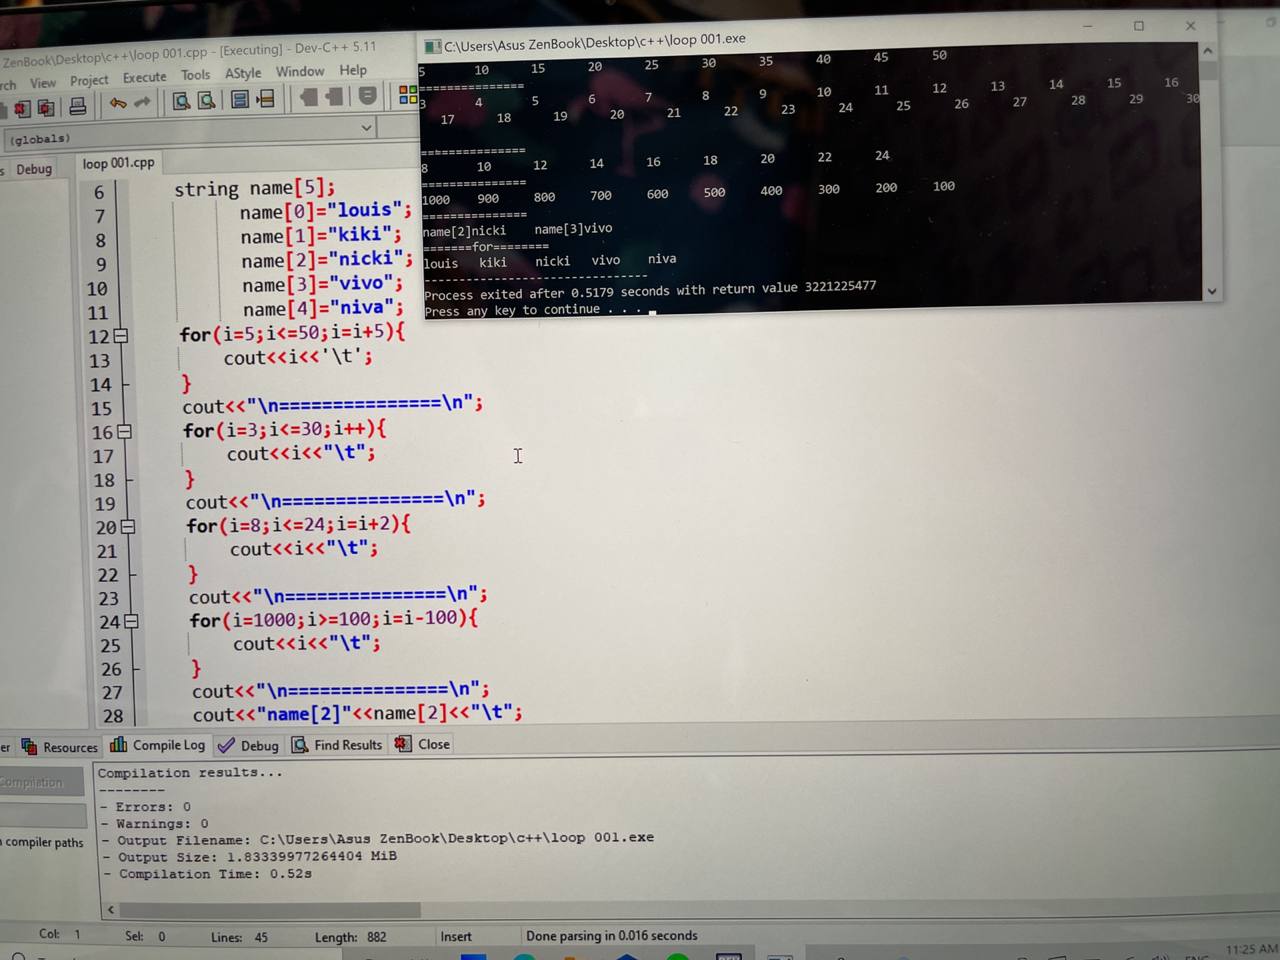 ZenBook\Desktop\c++\loop 001.cpp - [Executing] - Dev-C++ 5.11
View Project Execute Tools AStyle Window Help
(globals)
Debug
loop 001.cpp
6 string name[5];
7 name[0]="louis";
8 name[1]="kiki";
9 name[2]="nicki";
10 name[3]="vivo";
11 name[4]="niva";
12 for(i=5;i<=50;i=i+5){
13 cout<<i<<'\t';
14 }
15 cout<<"\n===============\n";
16 for(i=3;i<=30;i++){
17 cout<<i<<"\t";
18 }
19 cout<<"\n===============\n";
20 for(i=8;i<=24;i=i+2){
21 cout<<i<<"\t";
22 }
23 cout<<"\n===============\n";
24 for(i=1000;i>=100;i=i-100){
25 cout<<i<<"\t";
26 }
27 cout<<"\n===============\n";
28 cout<<"name[2]"<<name[2]<<"\t";
C:\Users\Asus ZenBook\Desktop\c++\loop 001.exe
5 10 15 20 25 30 35 40 45 50
===============
3 4 5 6 7 8 9 10 11 12 13 14 15 16
17 18 19 20 21 22 23 24 25 26 27 28 29 30
===============
8 10 12 14 16 18 20 22 24
===============
1000 900 800 700 600 500 400 300 200 100
===============
name[2]nicki name[3]vivo
=======for========
louis kiki nicki vivo niva
--------------------------------
Process exited after 0.5179 seconds with return value 3221225477
Press any key to continue . . .
Resources Compile Log Debug Find Results Close
Compilation results...
--------
- Errors: 0
- Warnings: 0
- Output Filename: C:\Users\Asus ZenBook\Desktop\c++\loop 001.exe
- Output Size: 1.83339977264404 MiB
- Compilation Time: 0.52s
Compilation
compiler paths
Col: 1 Sel: 0 Lines: 45 Length: 882 Insert Done parsing in 0.016 seconds
11:25 AM